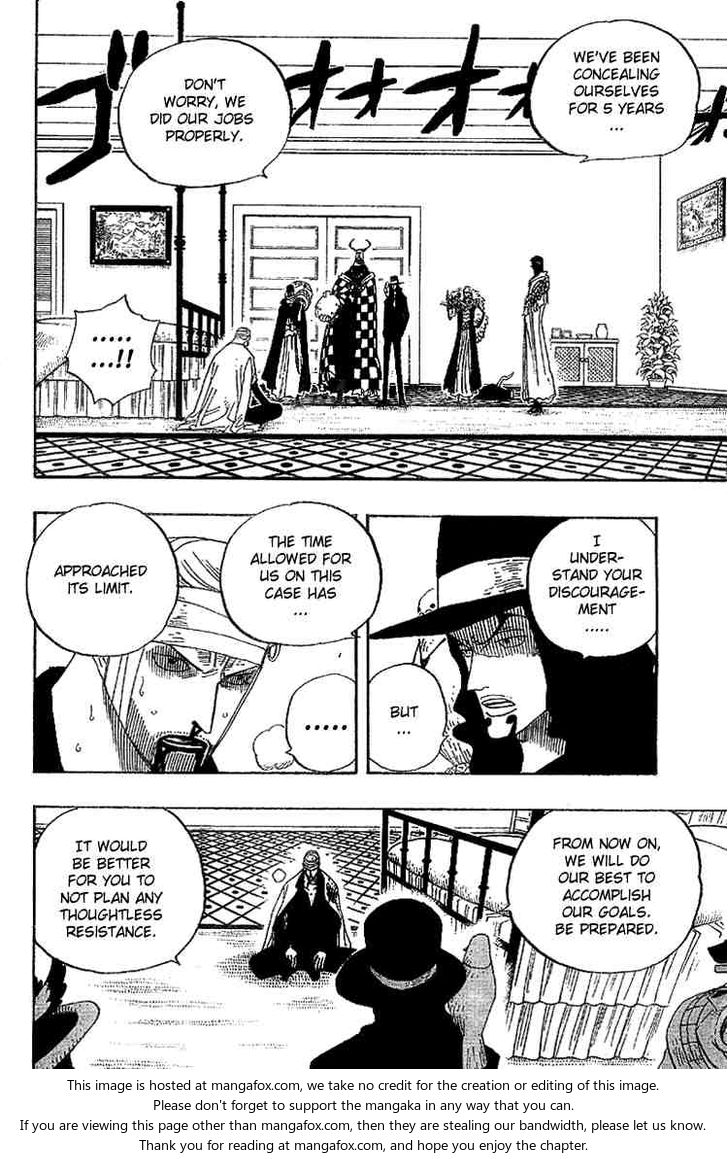 WE'VE BEEN
CONCEALING
OURSELVES
FOR 5 YEARS
...
DON'T
WORRY, WE
DID OUR JOBS
PROPERLY.
ゴオオオオオ
......
...!!
I
UNDER-
STAND YOUR
DISCOURAGE-
MENT
.....
BUT
...
THE TIME
ALLOWED FOR
US ON THIS
CASE HAS
...
APPROACHED
ITS LIMIT.
.....
FROM NOW ON,
WE WILL DO
OUR BEST TO
ACCOMPLISH
OUR GOALS.
BE PREPARED.
IT WOULD
BE BETTER
FOR YOU TO
NOT PLAN ANY
THOUGHTLESS
RESISTANCE.
This image is hosted at mangafox.com, we take no credit for the creation or editing of this image.
Please don't forget to support the mangaka in any way that you can.
If you are viewing this page other than mangafox.com, then they are stealing our bandwidth, please let us know.
Thank you for reading at mangafox.com, and hope you enjoy the chapter.